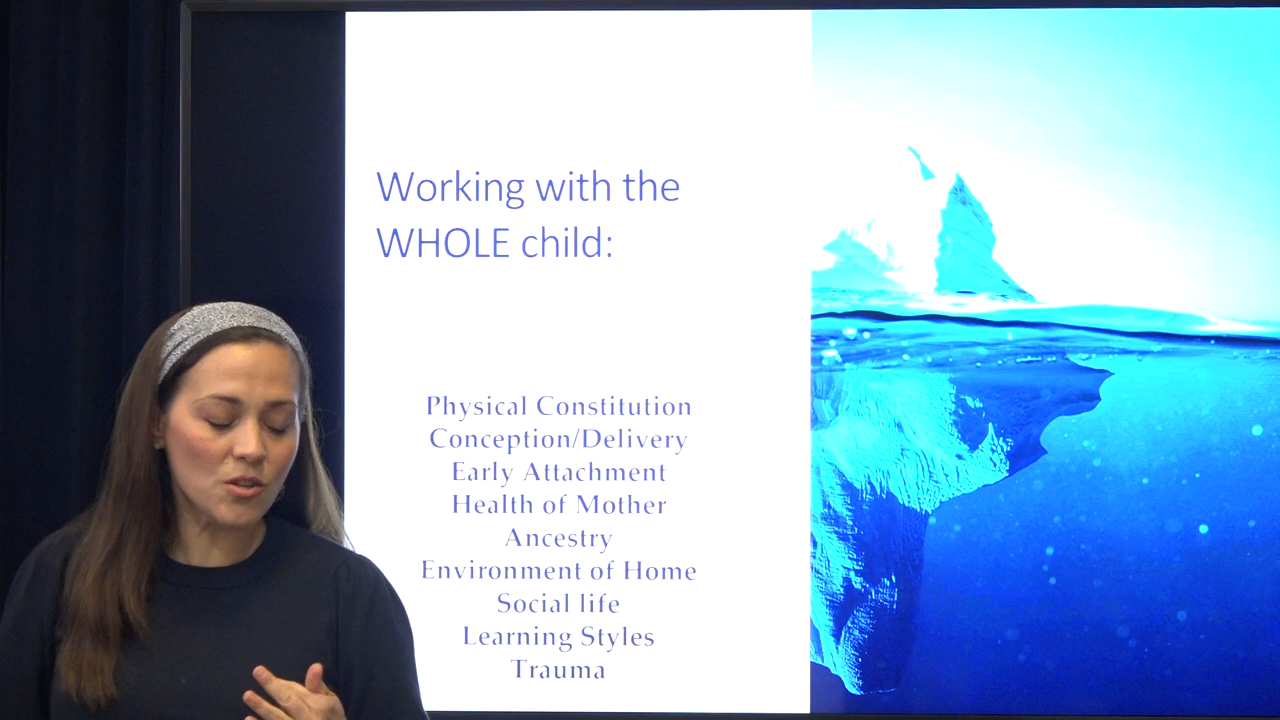 Working with the
WHOLE child:
Physical Constitution
Conception/Delivery
Early Attachment
Health of Mother
Ancestry
Environment of Home
Social life
Learning Styles
Trauma